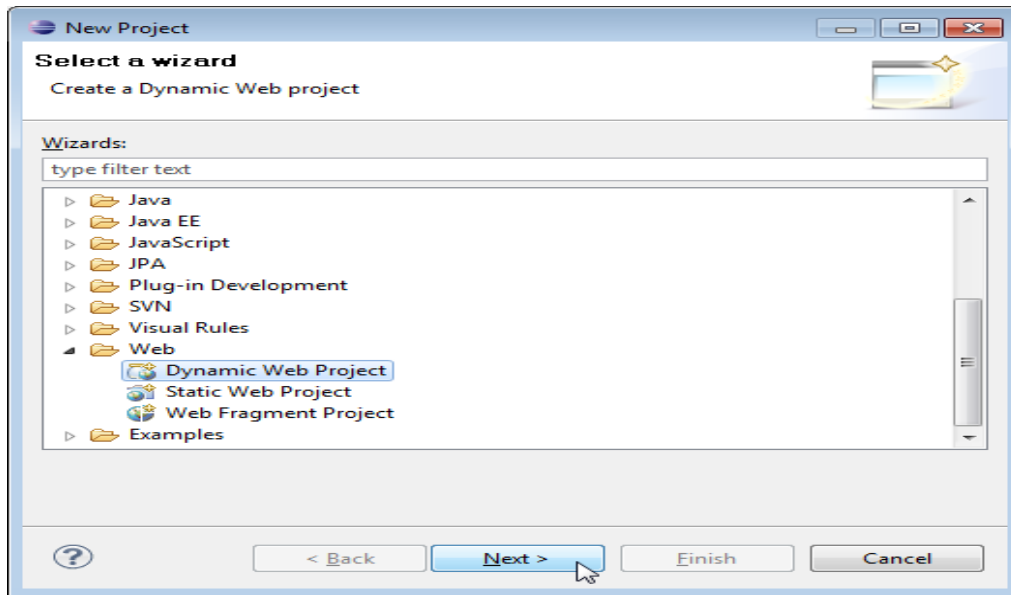 New Project
Select a wizard
Create a Dynamic Web project
Wizards:
type filter text
Java
Java EE
JavaScript
JPA
Plug-in Development
SVN
Visual Rules
Web
Dynamic Web Project
Static Web Project
Web Fragment Project
Examples
?
< Back
Next >
Finish
Cancel